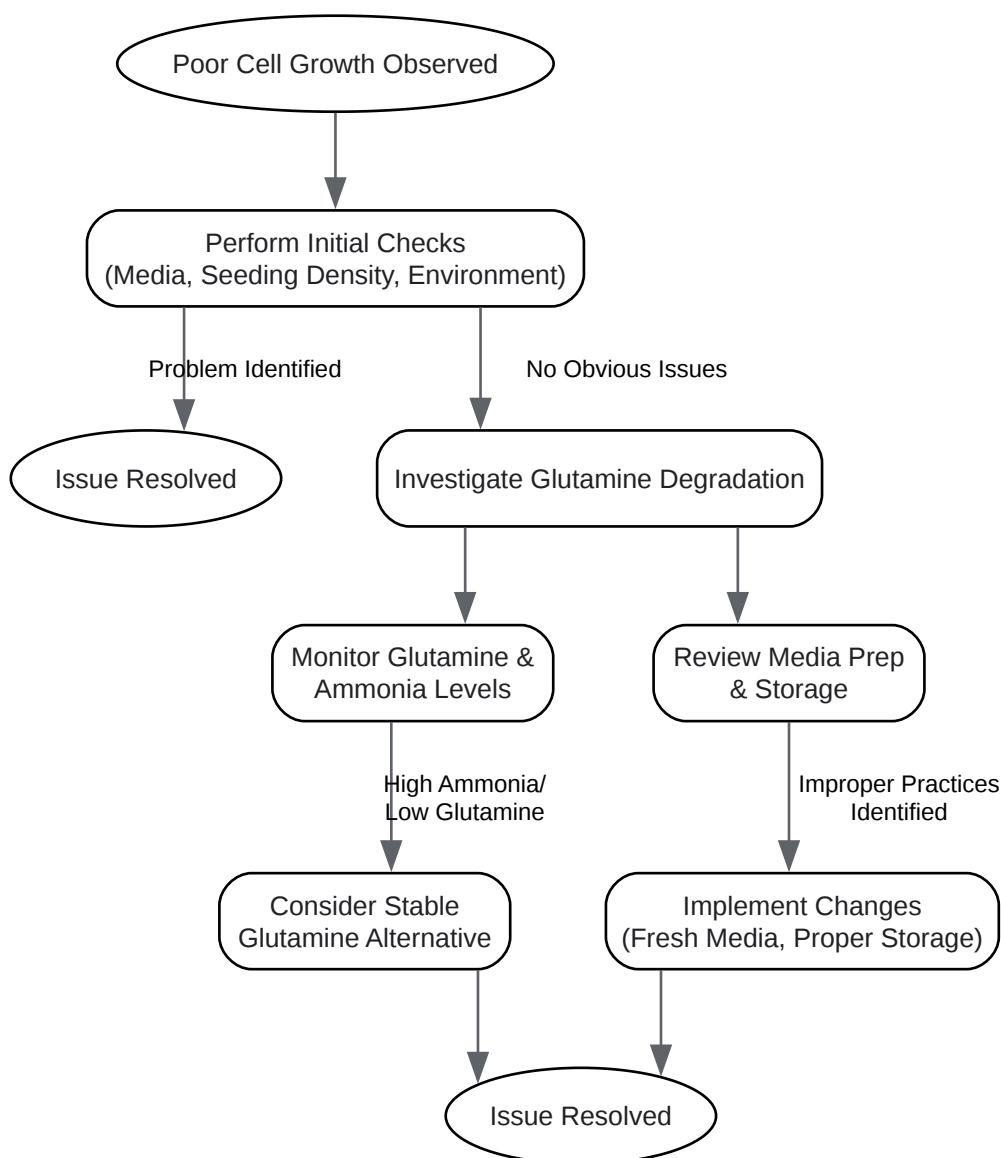 Poor Cell Growth Observed
Perform Initial Checks
(Media, Seeding Density, Environment)
Problem Identified
No Obvious Issues
Issue Resolved
Investigate Glutamine Degradation
Monitor Glutamine &
Ammonia Levels
Review Media Prep
& Storage
High Ammonia/
Low Glutamine
Improper Practices
Identified
Consider Stable
Glutamine Alternative
Implement Changes
(Fresh Media, Proper Storage)
Issue Resolved